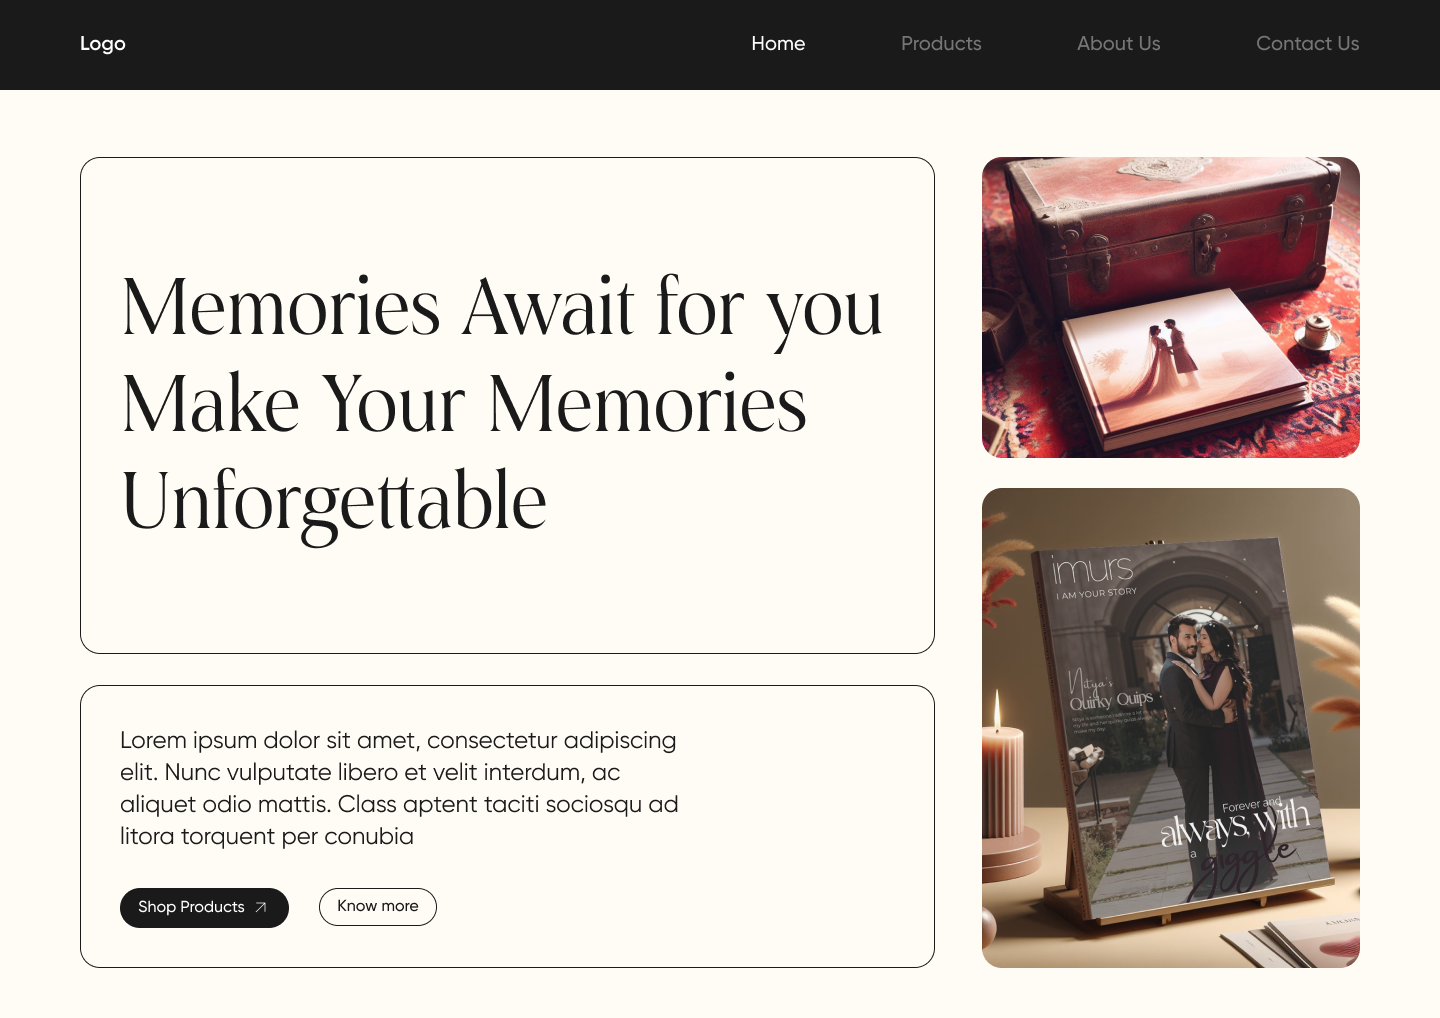 Logo
Home
Products
About Us
Contact Us
Memories Await for you
Make Your Memories
Unforgettable
Lorem ipsum dolor sit amet, consectetur adipiscing
elit. Nunc vulputate libero et velit interdum, ac
aliquet odio mattis. Class aptent taciti sociosqu ad
litora torquent per conubia
Shop Products
Know more
imurs
I AM YOUR STORY
Nitya's
Quirky Quips
Forever and
always, with
a giggle